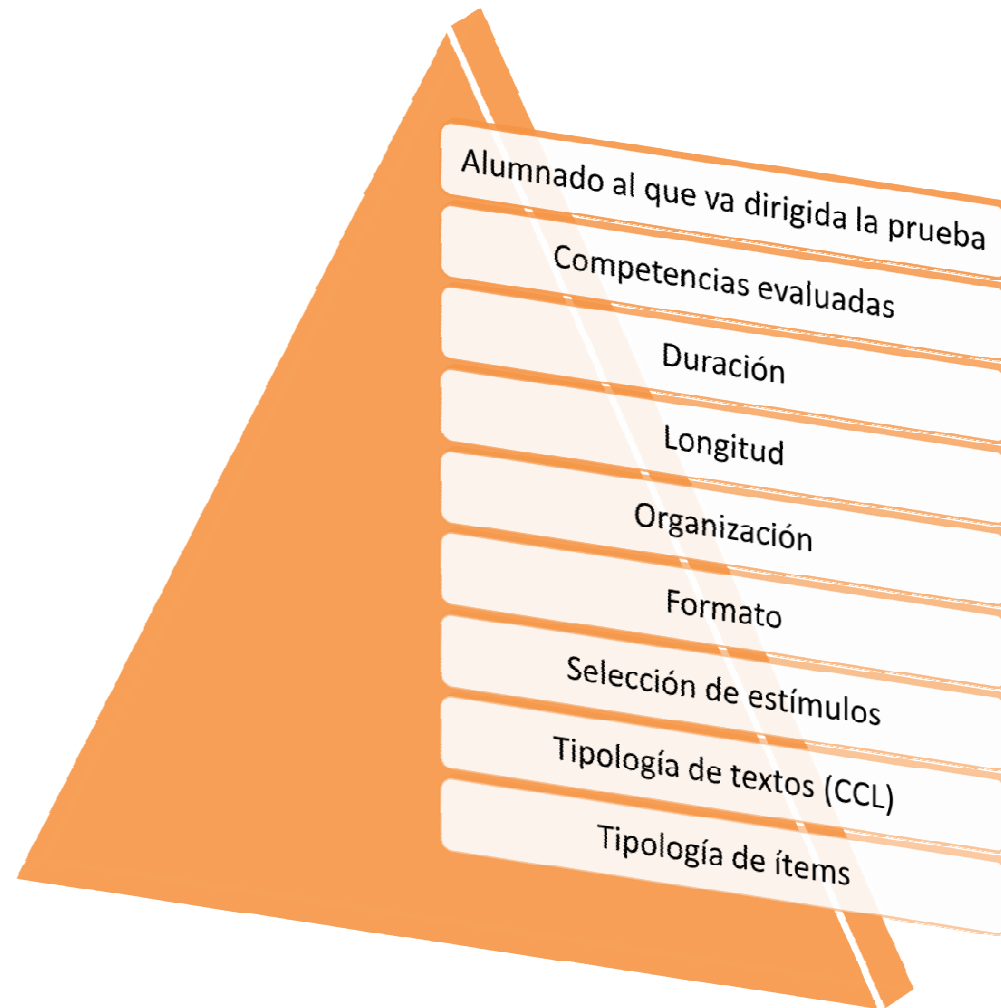 Alumnado al que va dirigida la prueba
Competencias evaluadas
Duración
Longitud
Organización
Formato
Selección de estímulos
Tipología de textos (CCL)
Tipología de ítems